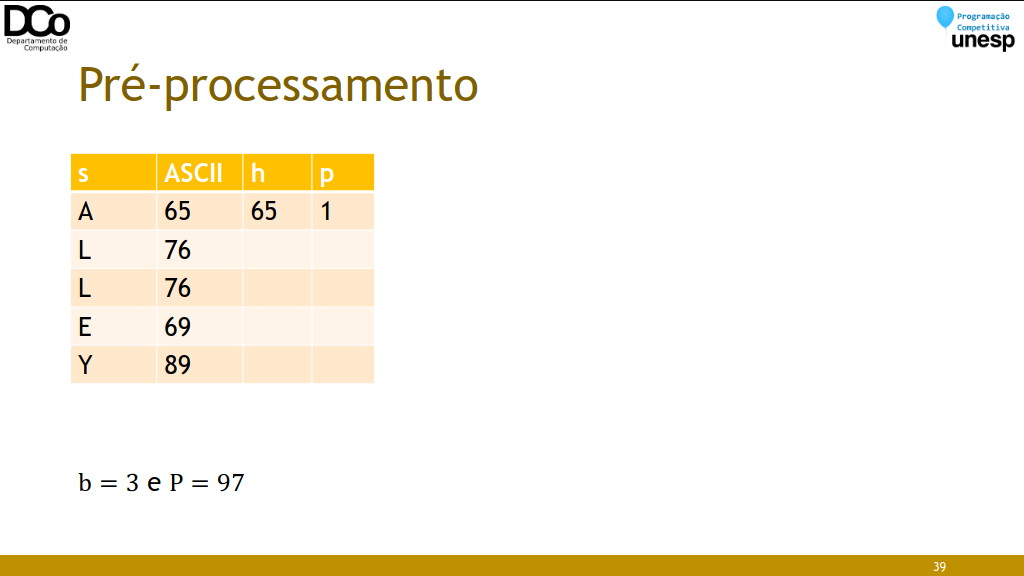 DCo
Departamento de
Computação
Programação
Competitiva
unesp
Pré-processamento
s ASCII h p
A 65 65 1
L 76
L 76
E 69
Y 89
b = 3 e P = 97
39